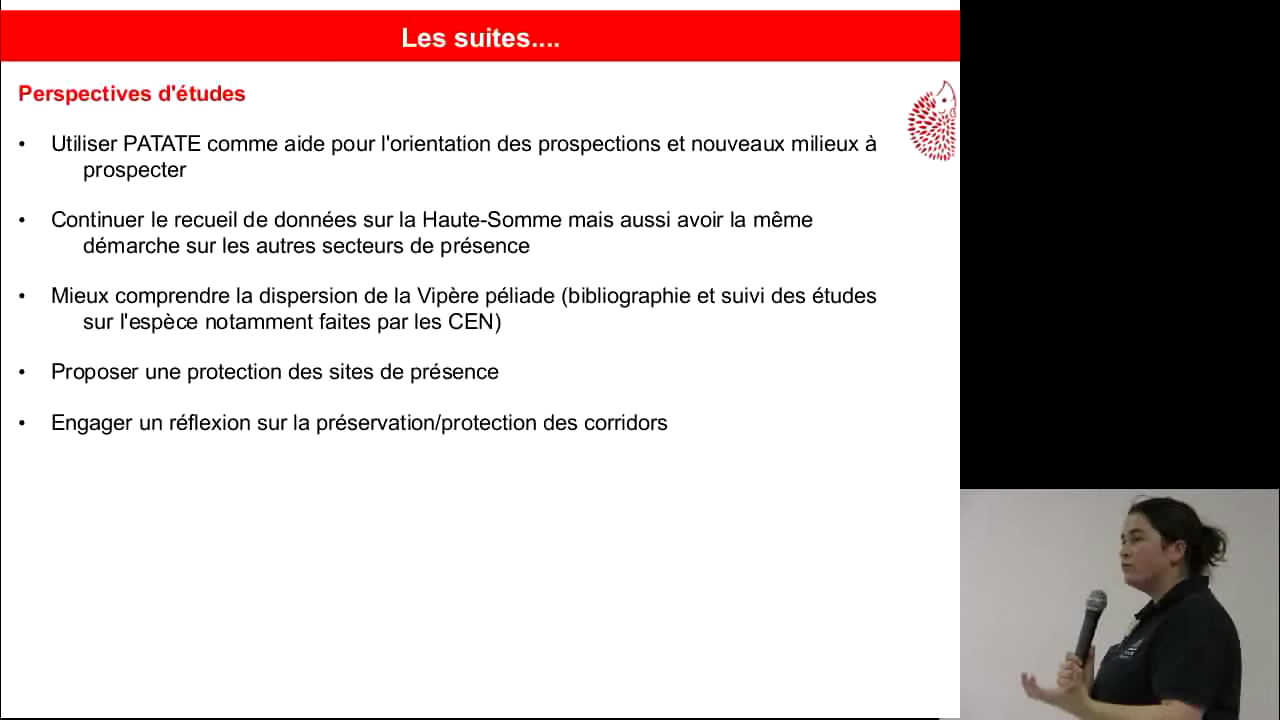 Les suites....
Perspectives d'études
• Utiliser PATATE comme aide pour l'orientation des prospections et nouveaux milieux à
prospecter
• Continuer le recueil de données sur la Haute-Somme mais aussi avoir la même
démarche sur les autres secteurs de présence
• Mieux comprendre la dispersion de la Vipère péliade (bibliographie et suivi des études
sur l'espèce notamment faites par les CEN)
• Proposer une protection des sites de présence
• Engager un réflexion sur la préservation/protection des corridors